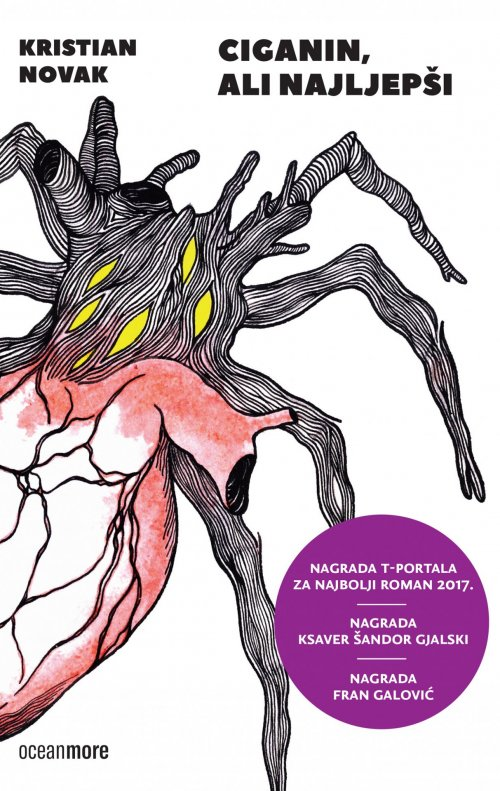 KRISTIAN
NOVAK
CIGANIN,
ALI NAJLJEPŠI
NAGRADA T-PORTALA
ZA NAJBOLJI ROMAN 2017.
NAGRADA
KSAVER ŠANDOR GJALSKI
NAGRADA
FRAN GALOVIĆ
oceanmore